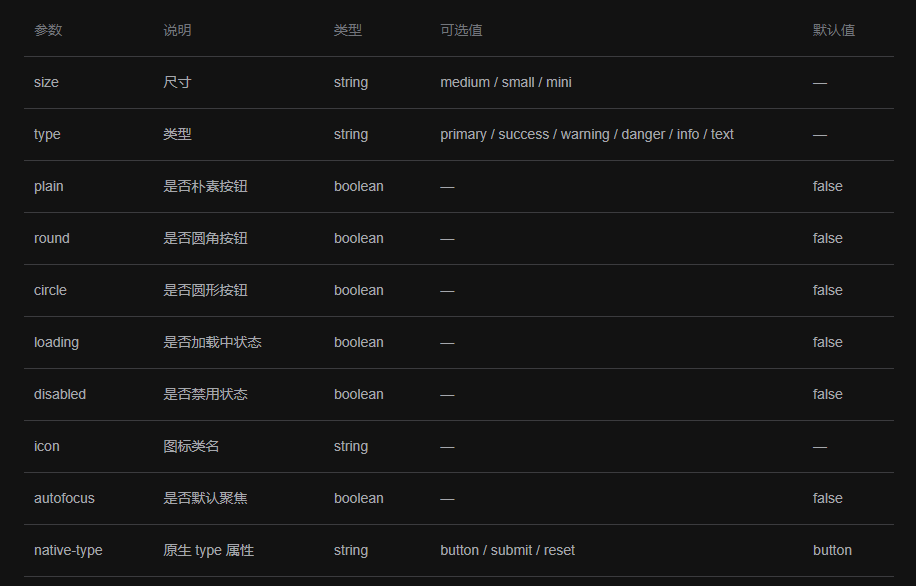 参数 说明 类型 可选值 默认值
size 尺寸 string medium / small / mini —
type 类型 string primary / success / warning / danger / info / text —
plain 是否朴素按钮 boolean — false
round 是否圆角按钮 boolean — false
circle 是否圆形按钮 boolean — false
loading 是否加载中状态 boolean — false
disabled 是否禁用状态 boolean — false
icon 图标类名 string — —
autofocus 是否默认聚焦 boolean — false
native-type 原生 type 属性 string button / submit / reset button